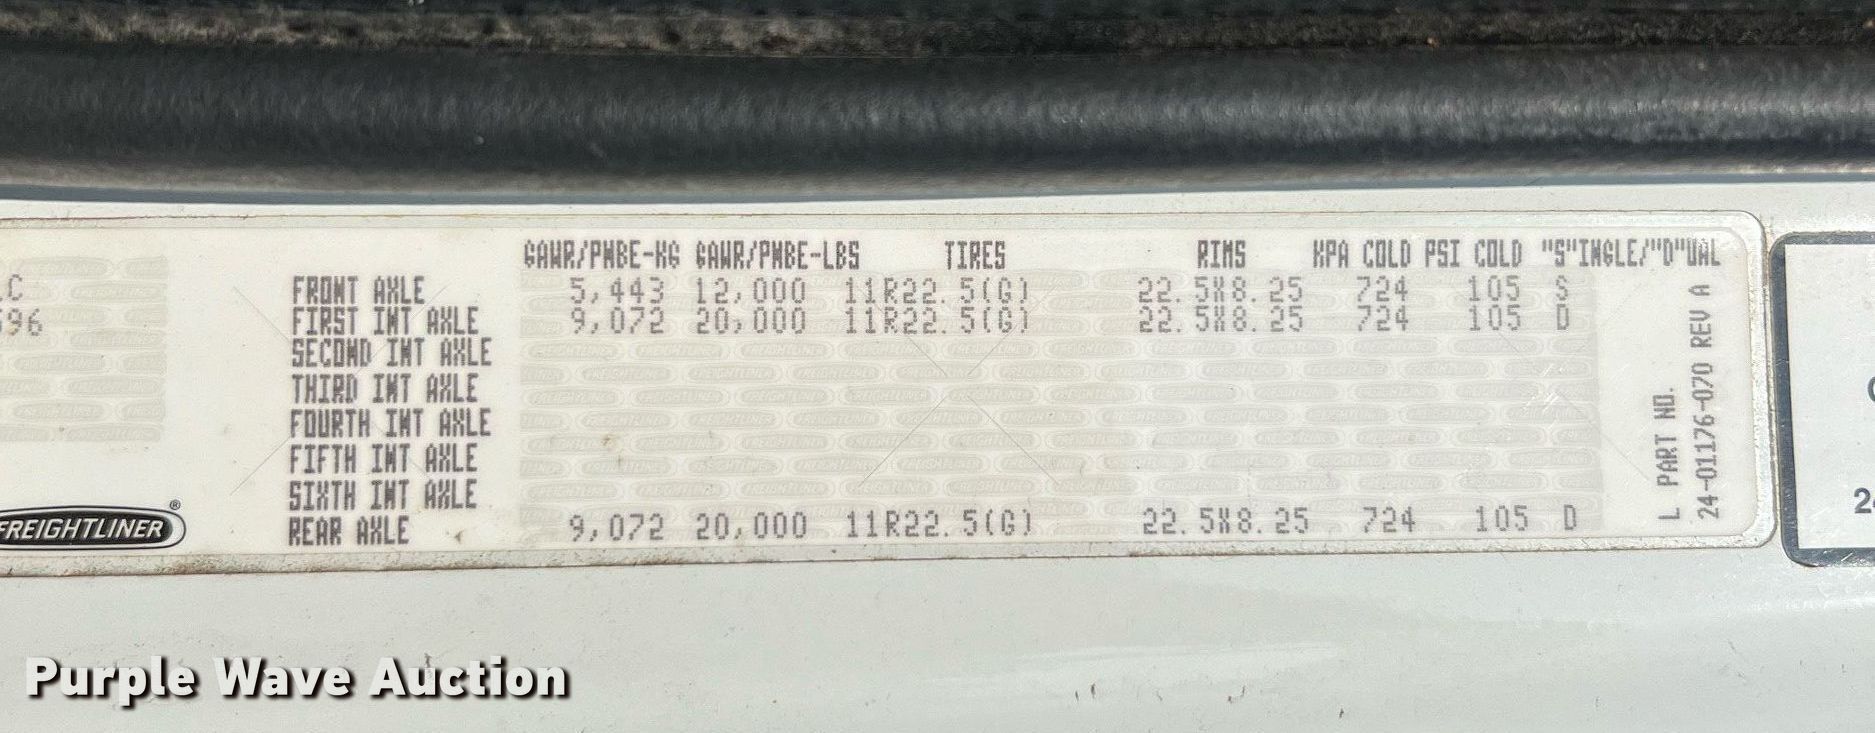 GAWR/PNBE-KG GAWR/PNBE-LBS TIRES RIMS KPA COLD PSI COLD "S"INGLE/"D"UAL
FRONT AXLE 5,443 12,000 11R22.5(G) 22.5X8.25 724 105 S
FIRST INT AXLE 9,072 20,000 11R22.5(G) 22.5X8.25 724 105 D
SECOND INT AXLE
THIRD INT AXLE
FOURTH INT AXLE
FIFTH INT AXLE
SIXTH INT AXLE
REAR AXLE 9,072 20,000 11R22.5(G) 22.5X8.25 724 105 D
L PART NO.
24-01176-070 REV A
FREIGHTLINER®
Purple Wave Auction